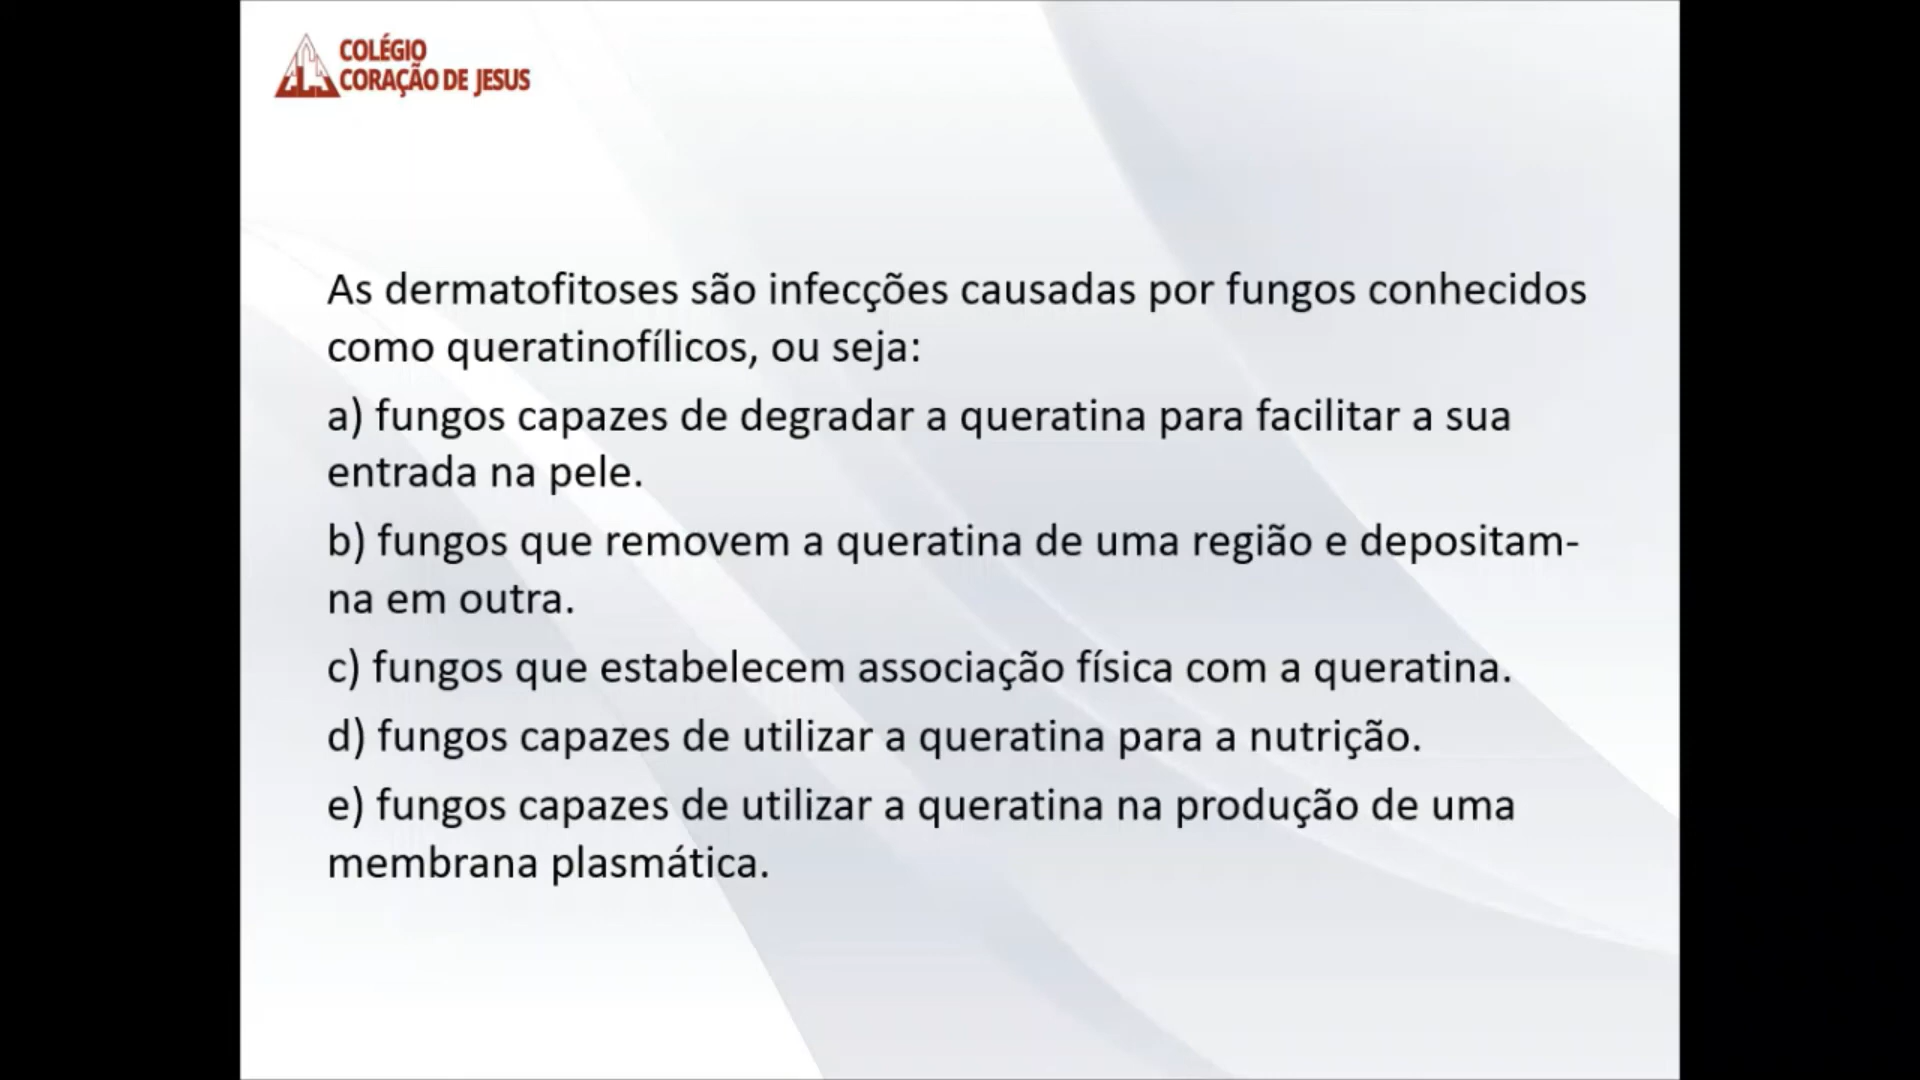 COLÉGIO
CORAÇÃO DE JESUS
As dermatofitoses são infecções causadas por fungos conhecidos
como queratinofílicos, ou seja:
a) fungos capazes de degradar a queratina para facilitar a sua
entrada na pele.
b) fungos que removem a queratina de uma região e depositam-
na em outra.
c) fungos que estabelecem associação física com a queratina.
d) fungos capazes de utilizar a queratina para a nutrição.
e) fungos capazes de utilizar a queratina na produção de uma
membrana plasmática.